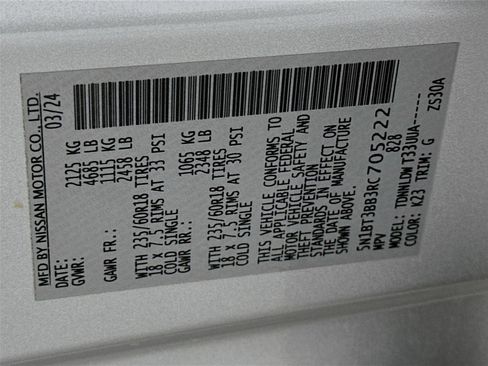 MFD BY NISSAN MOTOR CO., LTD.
DATE: 03/24
GVWR: 2125 KG
4685 LB
GAWR FR.: 1115 KG
2458 LB
WITH 235/60R18 TIRES
18 x 7.5 RIMS AT 33 PSI
COLD SINGLE
GAWR RR.: 1065 KG
2348 LB
WITH 235/60R18 TIRES
18 x 7.5 RIMS AT 30 PSI
COLD SINGLE
THIS VEHICLE CONFORMS TO
ALL APPLICABLE FEDERAL
MOTOR VEHICLE SAFETY AND
THEFT PREVENTION
STANDARDS IN EFFECT ON
THE DATE OF MANUFACTURE
SHOWN ABOVE.
5N1BT3BB3RC705222
MPV 828
MODEL: TDWNLDW T33UUA------
COLOR: K23 TRIM: G ZS30A